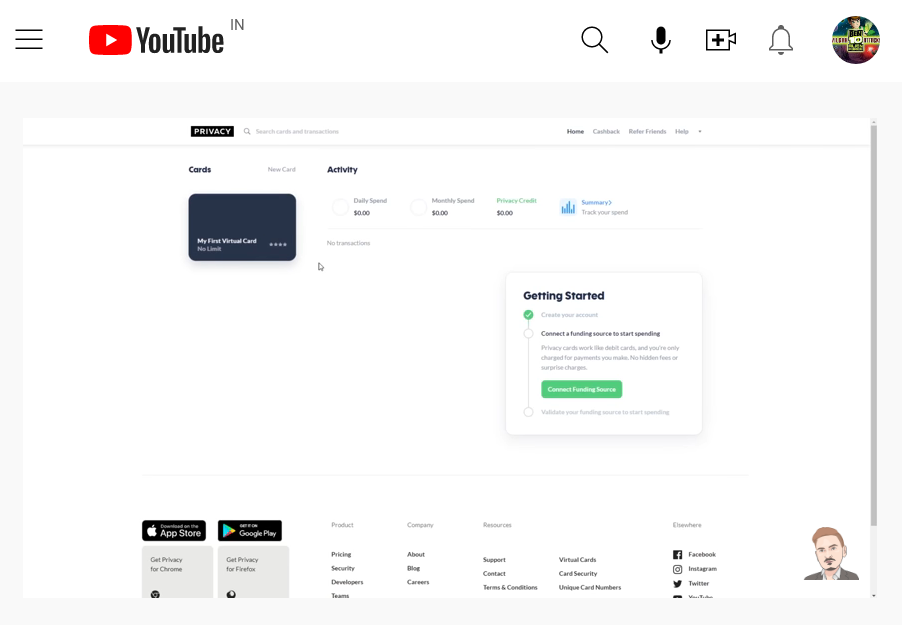 YouTube IN
PRIVACY Search cards and transactions Home Cashback Refer Friends Help
Cards New Card Activity
Daily Spend Monthly Spend Privacy Credit Summary
$0.00 $0.00 $0.00 Track your spend
My First Virtual Card ****
No Limit
No transactions
Getting Started
Create your account
Connect a funding source to start spending
Privacy cards work like debit cards, and you're only
charged for payments you make. No hidden fees or
surprise charges.
Connect Funding Source
Validate your funding source to start spending
Download on the App Store
GET IT ON Google Play
Product Company Resources Elsewhere
Get Privacy for Chrome
Get Privacy for Firefox
Pricing About Support Virtual Cards Facebook
Security Blog Contact Card Security Instagram
Developers Careers Terms & Conditions Unique Card Numbers Twitter
Teams YouTube